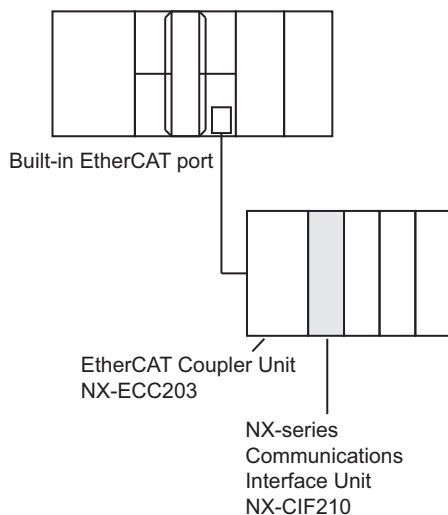 Built-in EtherCAT port
EtherCAT Coupler Unit
NX-ECC203
NX-series
Communications
Interface Unit
NX-CIF210